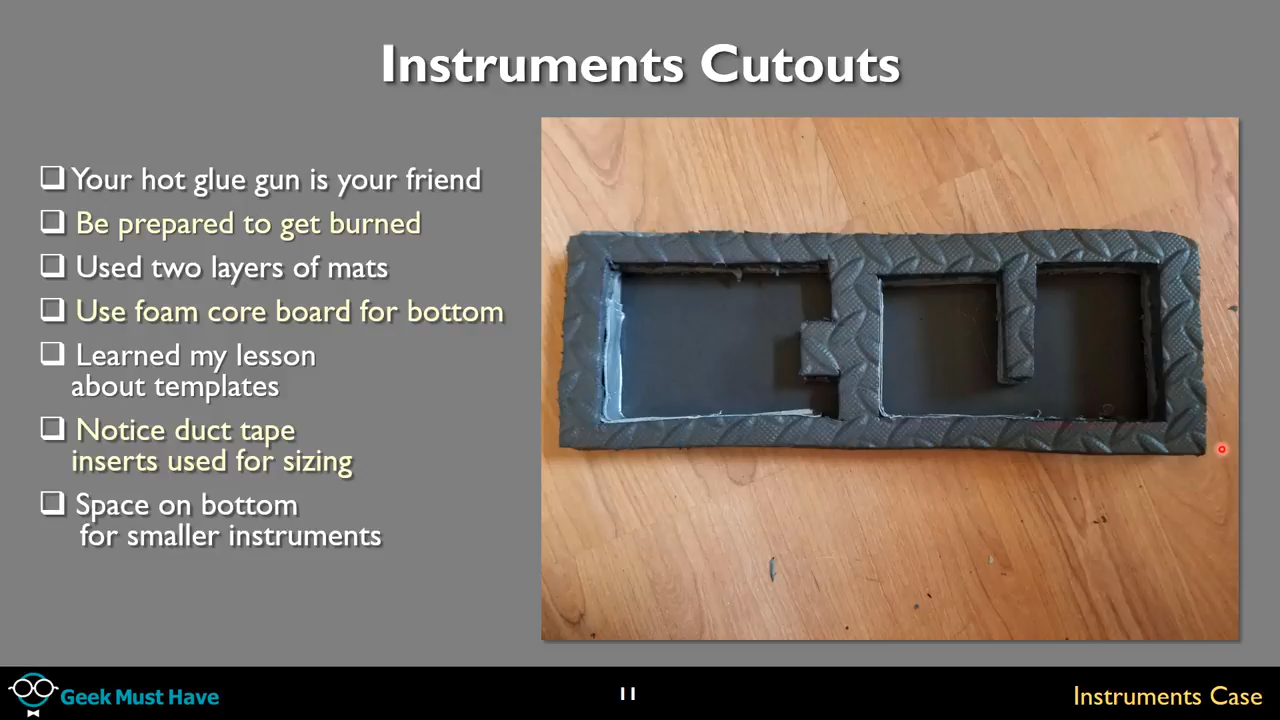 Instruments Cutouts
Your hot glue gun is your friend
Be prepared to get burned
Used two layers of mats
Use foam core board for bottom
Learned my lesson
about templates
Notice duct tape
inserts used for sizing
Space on bottom
for smaller instruments
Geek Must Have
11
Instruments Case